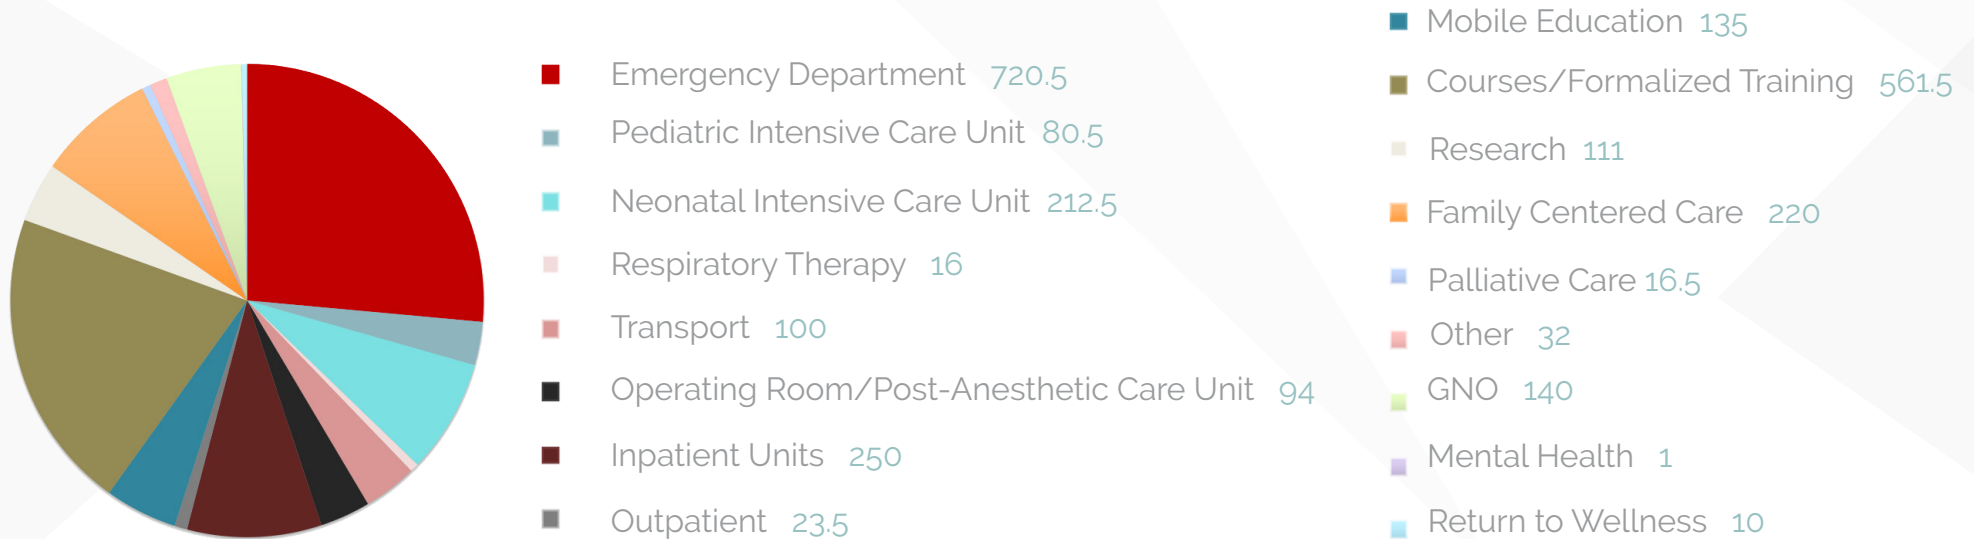 Emergency Department 720.5
Pediatric Intensive Care Unit 80.5
Neonatal Intensive Care Unit 212.5
Respiratory Therapy 16
Transport 100
Operating Room/Post-Anesthetic Care Unit 94
Inpatient Units 250
Outpatient 23.5
Mobile Education 135
Courses/Formalized Training 561.5
Research 111
Family Centered Care 220
Palliative Care 16.5
Other 32
GNO 140
Mental Health 1
Return to Wellness 10